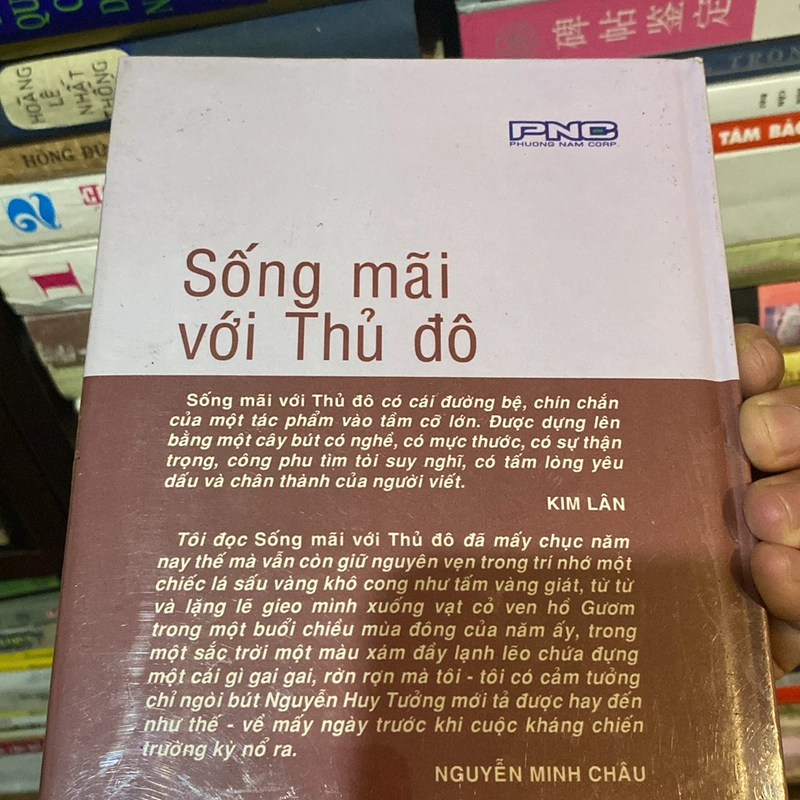 HOÀNG
LÊ
NHẤT
THỐNG
碑帖鉴定
TRON
HỒNG ĐỨ
TÂM BẢO
2
1
PNC
PHUONG NAM CORP.
Sống mãi
với Thủ đô
Sống mãi với Thủ đô có cái đường bệ, chín chắn
của một tác phẩm vào tầm cỡ lớn. Được dựng lên
bằng một cây bút có nghề, có mực thước, có sự thận
trọng, công phu tìm tòi suy nghĩ, có tấm lòng yêu
dấu và chân thành của người viết.
KIM LÂN
Tôi đọc Sống mãi với Thủ đô đã mấy chục năm
nay thế mà vẫn còn giữ nguyên vẹn trong trí nhớ một
chiếc lá sấu vàng khô cong như tấm vàng giát, từ từ
và lặng lẽ gieo mình xuống vạt cỏ ven hồ Gươm
trong một buổi chiều mùa đông của năm ấy, trong
một sắc trời một màu xám đầy lạnh lẽo chứa đựng
một cái gì gai gai, rờn rợn mà tôi - tôi có cảm tưởng
chỉ ngòi bút Nguyễn Huy Tưởng mới tả được hay đến
như thế - về mấy ngày trước khi cuộc kháng chiến
trường kỳ nổ ra.
NGUYỄN MINH CHÂU